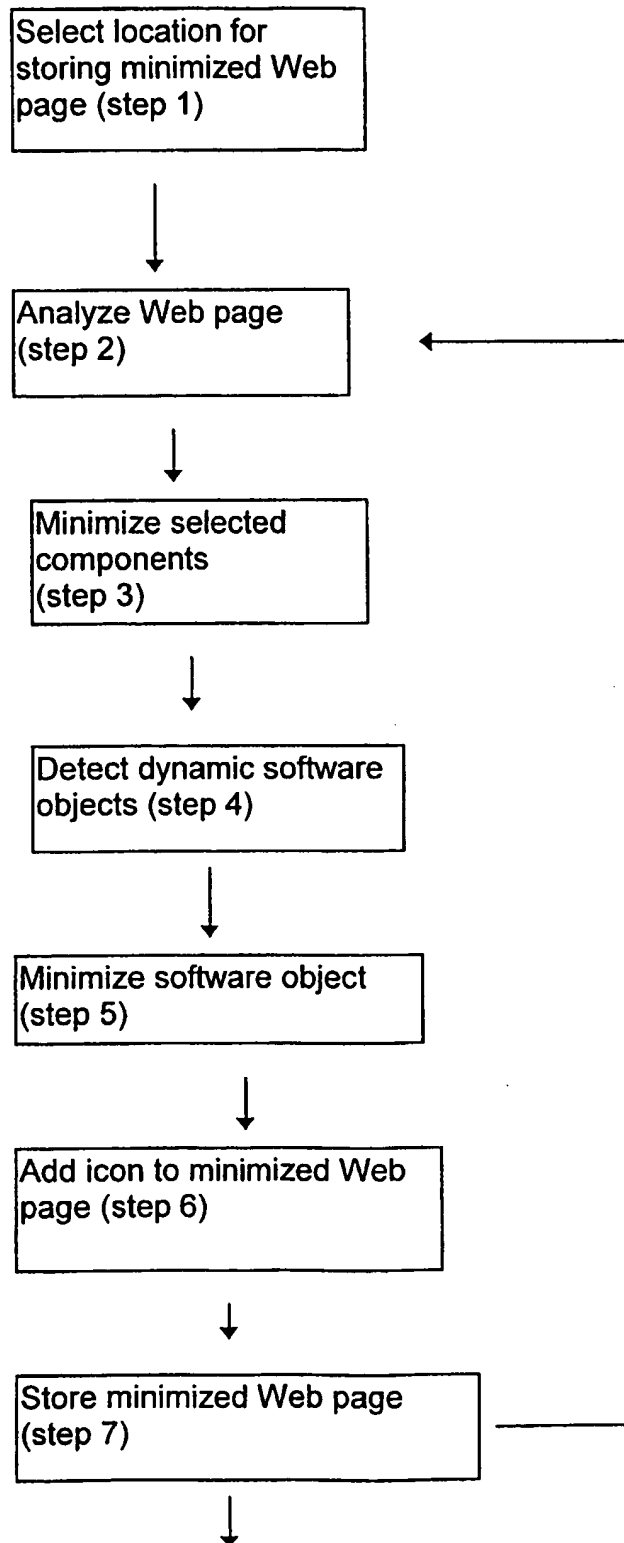 Select location for
storing minimized Web
page (step 1)
Analyze Web page
(step 2)
Minimize selected
components
(step 3)
Detect dynamic software
objects (step 4)
Minimize software object
(step 5)
Add icon to minimized Web
page (step 6)
Store minimized Web page
(step 7)